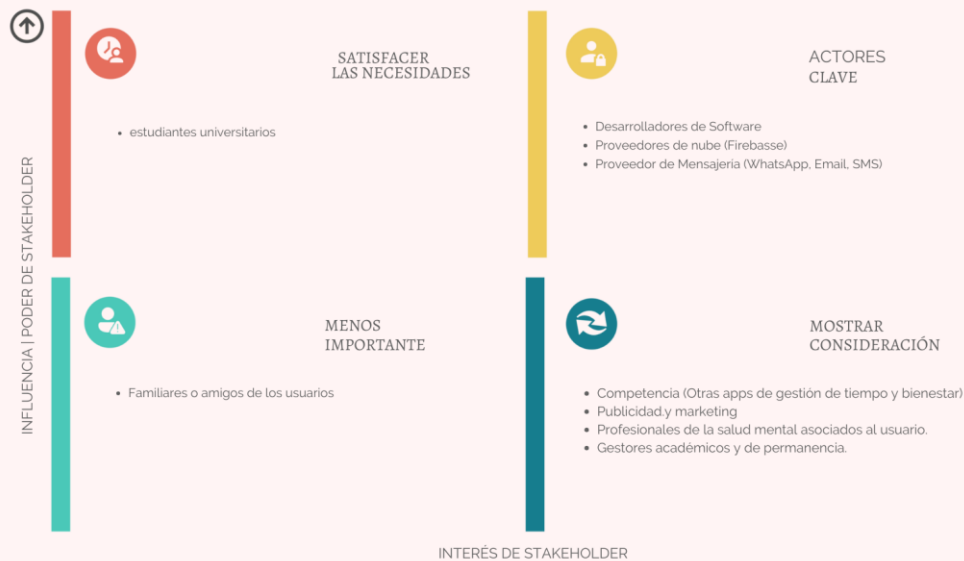 SATISFACER
LAS NECESIDADES
estudiantes universitarios
ACTORES
CLAVE
Desarrolladores de Software
Proveedores de nube (Firebasse)
Proveedor de Mensajería (WhatsApp, Email, SMS)
INFLUENCIA | PODER DE STAKEHOLDER
MENOS
IMPORTANTE
Familiares o amigos de los usuarios
MOSTRAR
CONSIDERACIÓN
Competencia (Otras apps de gestión de tiempo y bienestar)
Publicidad.y marketing
Profesionales de la salud mental asociados al usuario.
Gestores académicos y de permanencia.
INTERÉS DE STAKEHOLDER